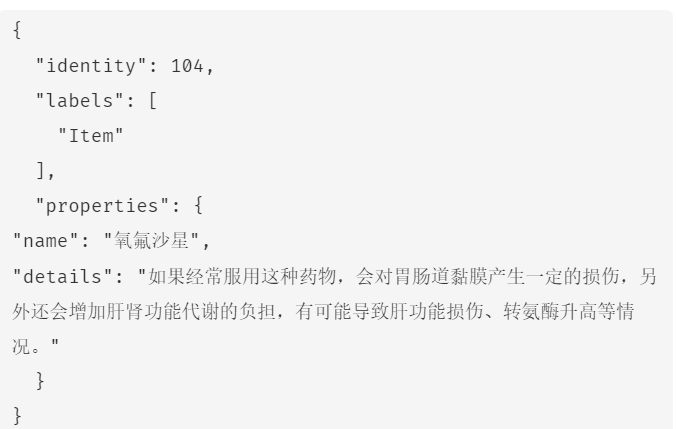 {
  "identity": 104,
  "labels": [
    "Item"
  ],
  "properties": {
"name": "氧氟沙星",
"details": "如果经常服用这种药物，会对胃肠道黏膜产生一定的损伤，另
外还会增加肝肾功能代谢的负担，有可能导致肝功能损伤、转氨酶升高等情
况。"
  }
}